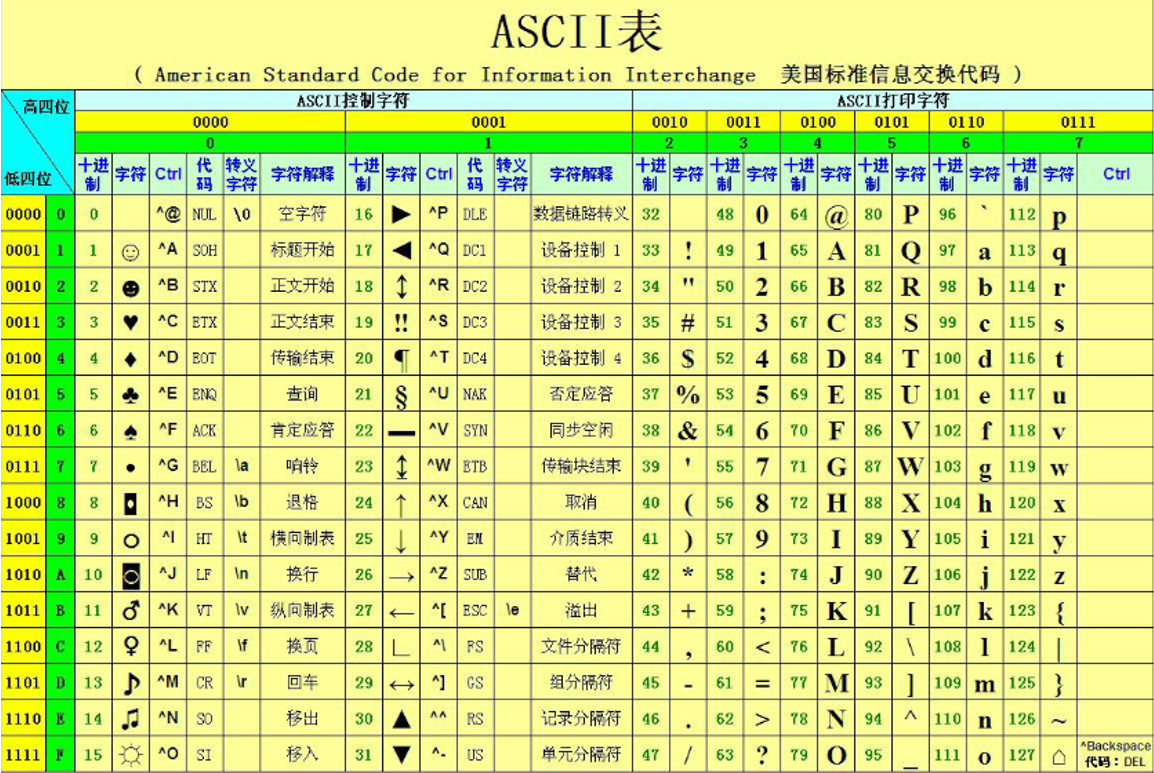 ASCII表
( American Standard Code for Information Interchange 美国标准信息交换代码 )
高四位 ASCII控制字符 ASCII打印字符
0000 0001 0010 0011 0100 0101 0110 0111
0 1 2 3 4 5 6 7
低四位 十进制 字符 Ctrl 代码 转义字符 字符解释 十进制 字符 Ctrl 代码 转义字符 字符解释 十进制 字符 十进制 字符 十进制 字符 十进制 字符 十进制 字符 十进制 字符 Ctrl
0000 0 0 ^@ NUL \0 空字符 16 ► ^P DLE 数据链路转义 32 48 0 64 @ 80 P 96 ` 112 p
0001 1 1 ☺ ^A SOH 标题开始 17 ◄ ^Q DC1 设备控制 1 33 ! 49 1 65 A 81 Q 97 a 113 q
0010 2 2 ☻ ^B STX 正文开始 18 ↕ ^R DC2 设备控制 2 34 " 50 2 66 B 82 R 98 b 114 r
0011 3 3 ♥ ^C ETX 正文结束 19 ‼ ^S DC3 设备控制 3 35 # 51 3 67 C 83 S 99 c 115 s
0100 4 4 ♦ ^D EOT 传输结束 20 ¶ ^T DC4 设备控制 4 36 $ 52 4 68 D 84 T 100 d 116 t
0101 5 5 ♣ ^E ENQ 查询 21 § ^U NAK 否定应答 37 % 53 5 69 E 85 U 101 e 117 u
0110 6 6 ♠ ^F ACK 肯定应答 22 ▬ ^V SYN 同步空闲 38 & 54 6 70 F 86 V 102 f 118 v
0111 7 7 • ^G BEL \a 响铃 23 ↨ ^W ETB 传输块结束 39 ' 55 7 71 G 87 W 103 g 119 w
1000 8 8 ◘ ^H BS \b 退格 24 ↑ ^X CAN 取消 40 ( 56 8 72 H 88 X 104 h 120 x
1001 9 9 ○ ^I HT \t 横向制表 25 ↓ ^Y EM 介质结束 41 ) 57 9 73 I 89 Y 105 i 121 y
1010 A 10 ◙ ^J LF \n 换行 26 → ^Z SUB 替代 42 * 58 : 74 J 90 Z 106 j 122 z
1011 B 11 ♂ ^K VT \v 纵向制表 27 ← ^[ ESC \e 溢出 43 + 59 ; 75 K 91 [ 107 k 123 {
1100 C 12 ♀ ^L FF \f 换页 28 ∟ ^\ FS 文件分隔符 44 , 60 < 76 L 92 \ 108 l 124 |
1101 D 13 ♪ ^M CR \r 回车 29 ↔ ^] GS 组分隔符 45 - 61 = 77 M 93 ] 109 m 125 }
1110 E 14 ♫ ^N SO 移出 30 ▲ ^^ RS 记录分隔符 46 . 62 > 78 N 94 ^ 110 n 126 ~
1111 F 15 ☼ ^O SI 移入 31 ▼ ^- US 单元分隔符 47 / 63 ? 79 O 95 _ 111 o 127 ⌂ ^Backspace 代码：DEL